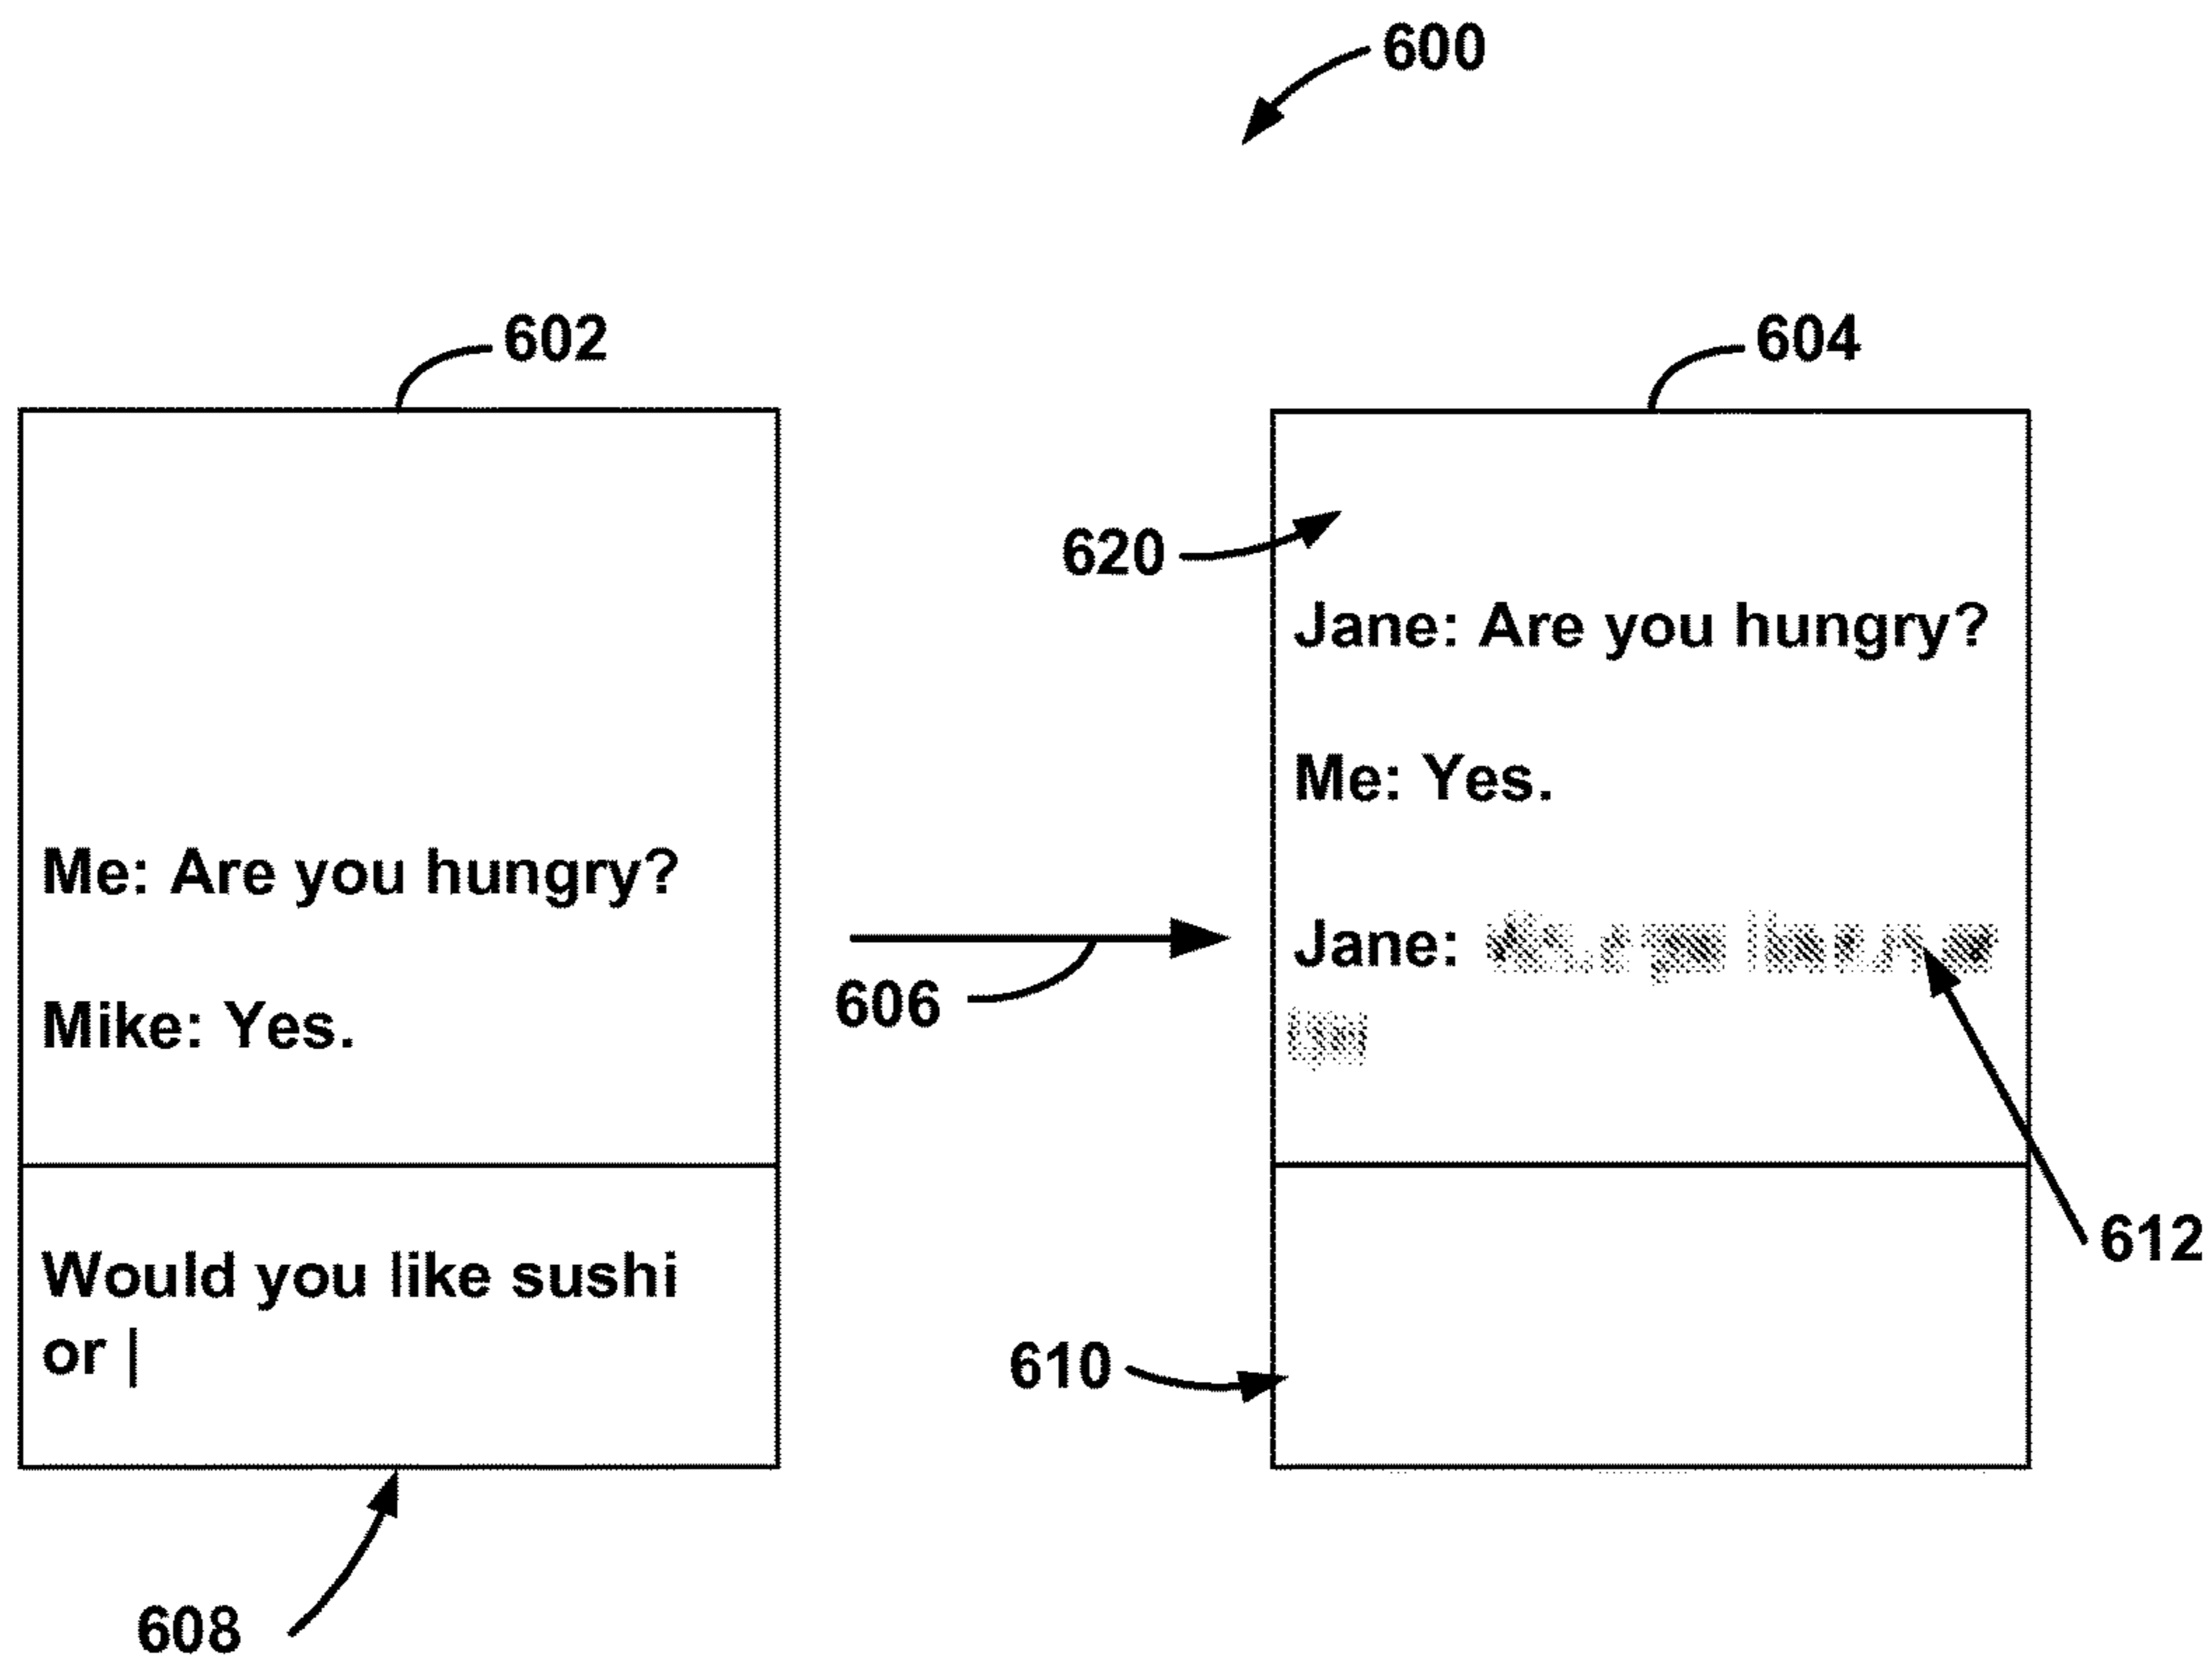 600
602
604
620
Jane: Are you hungry?
Me: Yes.
Me: Are you hungry?
Jane:
606
Mike: Yes.
612
Would you like sushi
or |
610
608